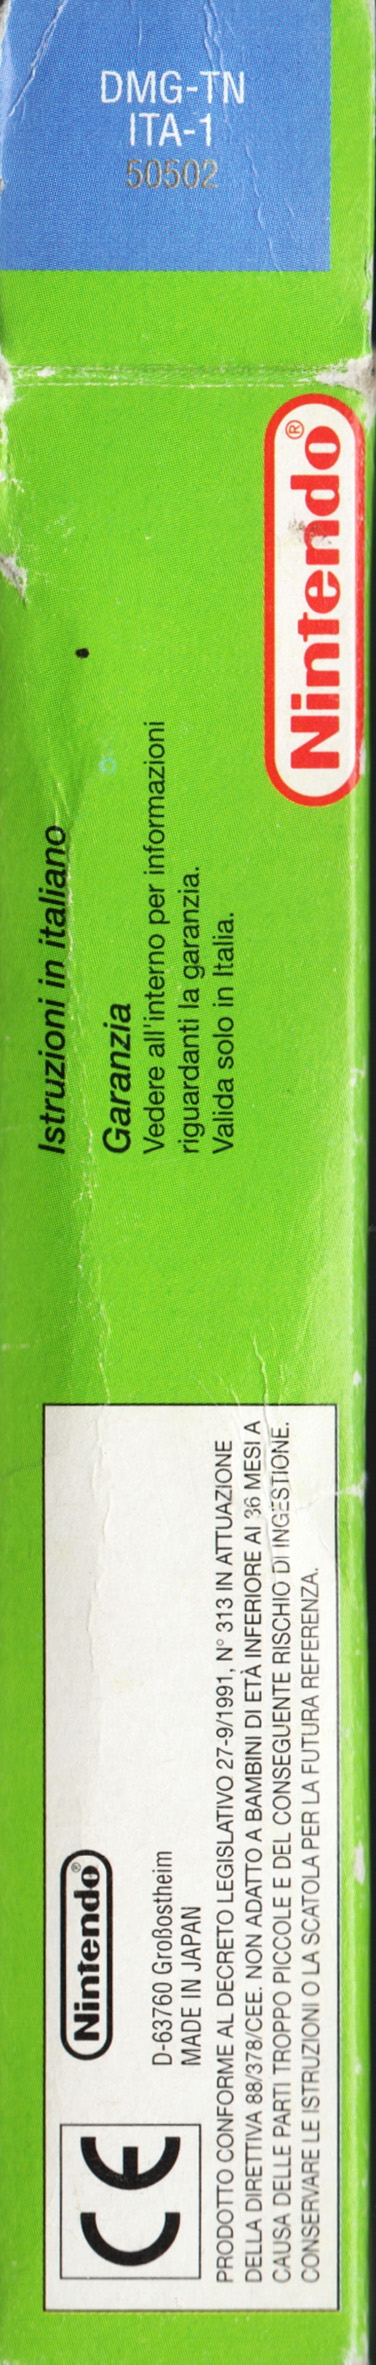 DMG-TN
ITA-1
50502
Nintendo®
Istruzioni in italiano
Garanzia
Vedere all'interno per informazioni
riguardanti la garanzia.
Valida solo in Italia.
CE
Nintendo®
D-63760 Großostheim
MADE IN JAPAN
PRODOTTO CONFORME AL DECRETO LEGISLATIVO 27-9/1991, N° 313 IN ATTUAZIONE
DELLA DIRETTIVA 88/378/CEE. NON ADATTO A BAMBINI DI ETÀ INFERIORE AI 36 MESI A
CAUSA DELLE PARTI TROPPO PICCOLE E DEL CONSEGUENTE RISCHIO DI INGESTIONE.
CONSERVARE LE ISTRUZIONI O LA SCATOLA PER LA FUTURA REFERENZA.